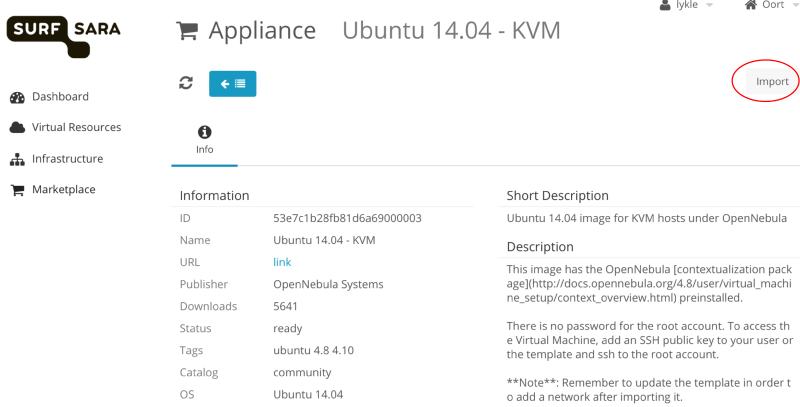 lykle
Oort
SURF SARA
Appliance Ubuntu 14.04 - KVM
Import
Dashboard
Virtual Resources
Infrastructure
Marketplace
Info
Information
ID 53e7c1b28fb81d6a69000003
Name Ubuntu 14.04 - KVM
URL link
Publisher OpenNebula Systems
Downloads 5641
Status ready
Tags ubuntu 4.8 4.10
Catalog community
OS Ubuntu 14.04
Short Description
Ubuntu 14.04 image for KVM hosts under OpenNebula
Description
This image has the OpenNebula [contextualization pack
age](http://docs.opennebula.org/4.8/user/virtual_machi
ne_setup/context_overview.html) preinstalled.
There is no password for the root account. To access th
e Virtual Machine, add an SSH public key to your user or
the template and ssh to the root account.
**Note**: Remember to update the template in order t
o add a network after importing it.